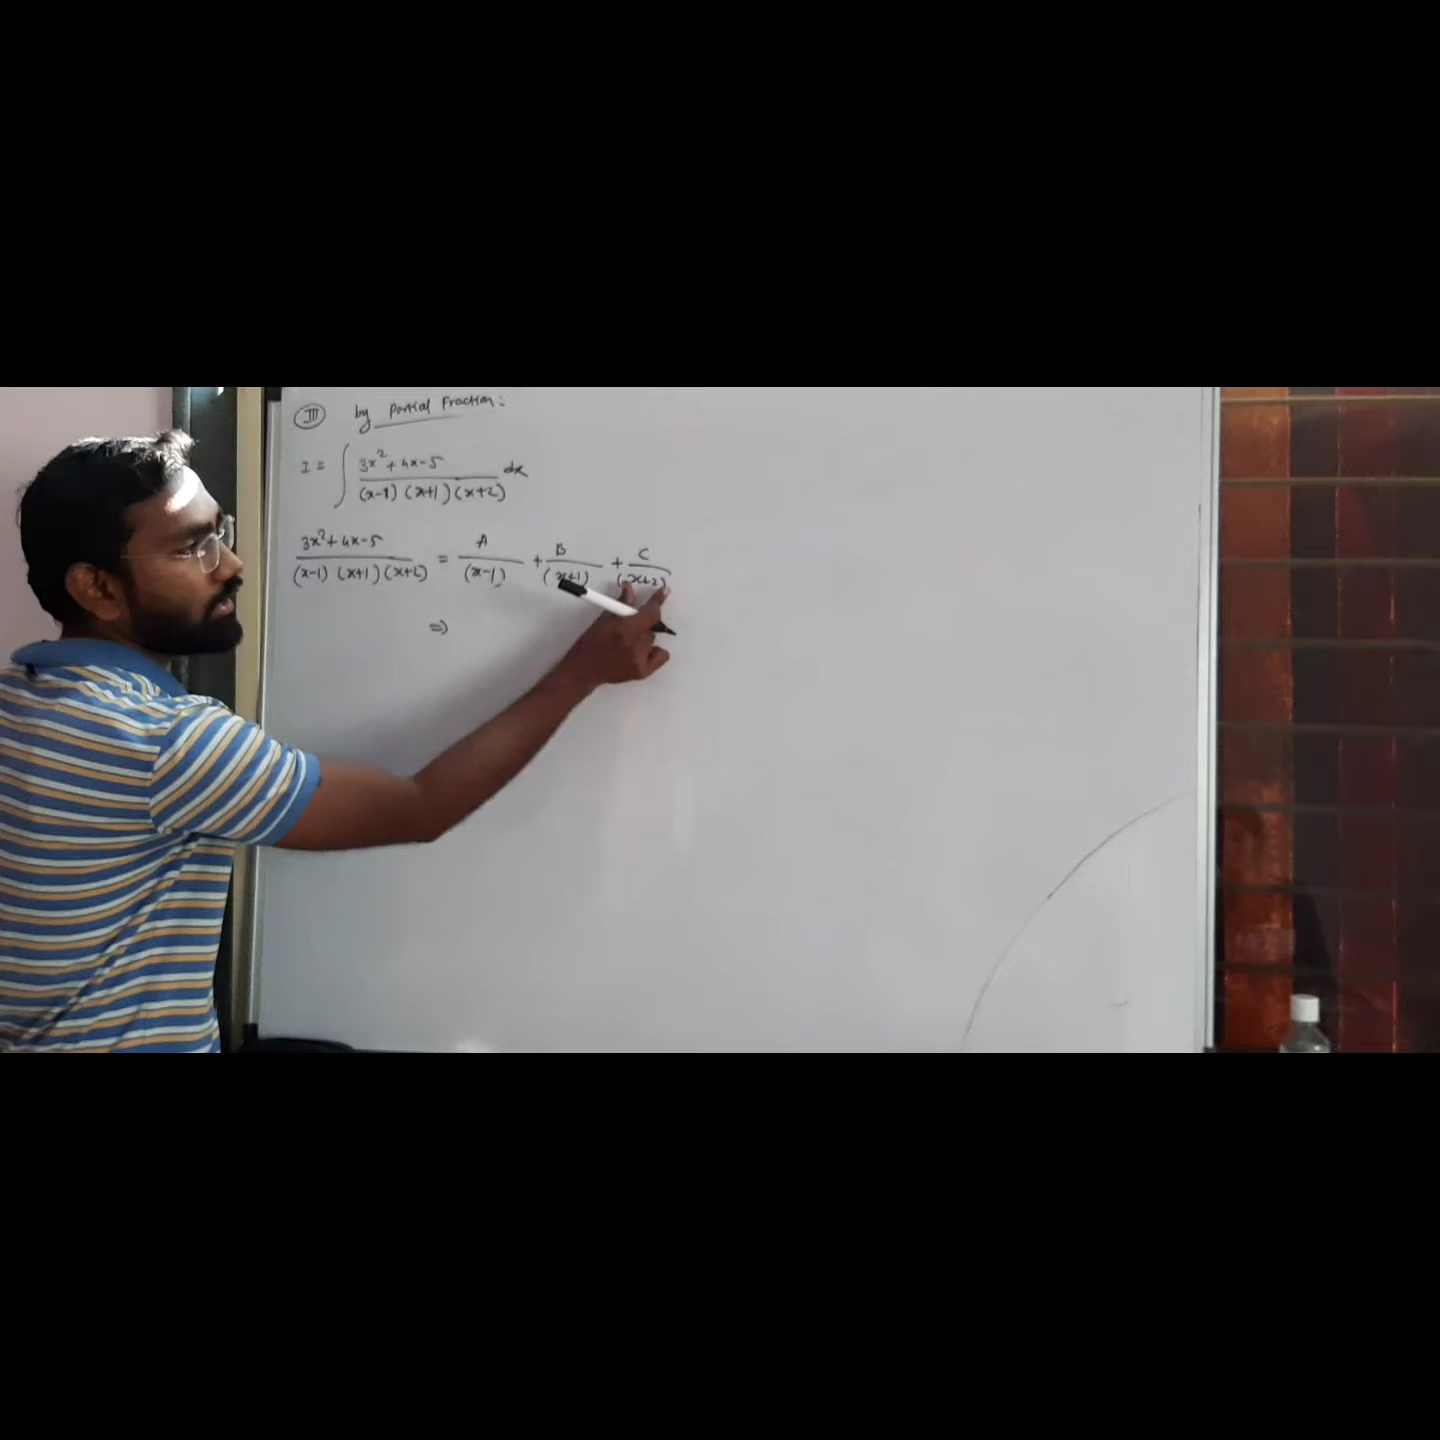 III by Partial Fraction:
I = ∫ 3x²+4x-5 / (x-1) (x+1) (x+2) dx
3x²+4x-5 / (x-1) (x+1) (x+2) = A / (x-1) + B / (x+1) + C / (x+2)
⇒